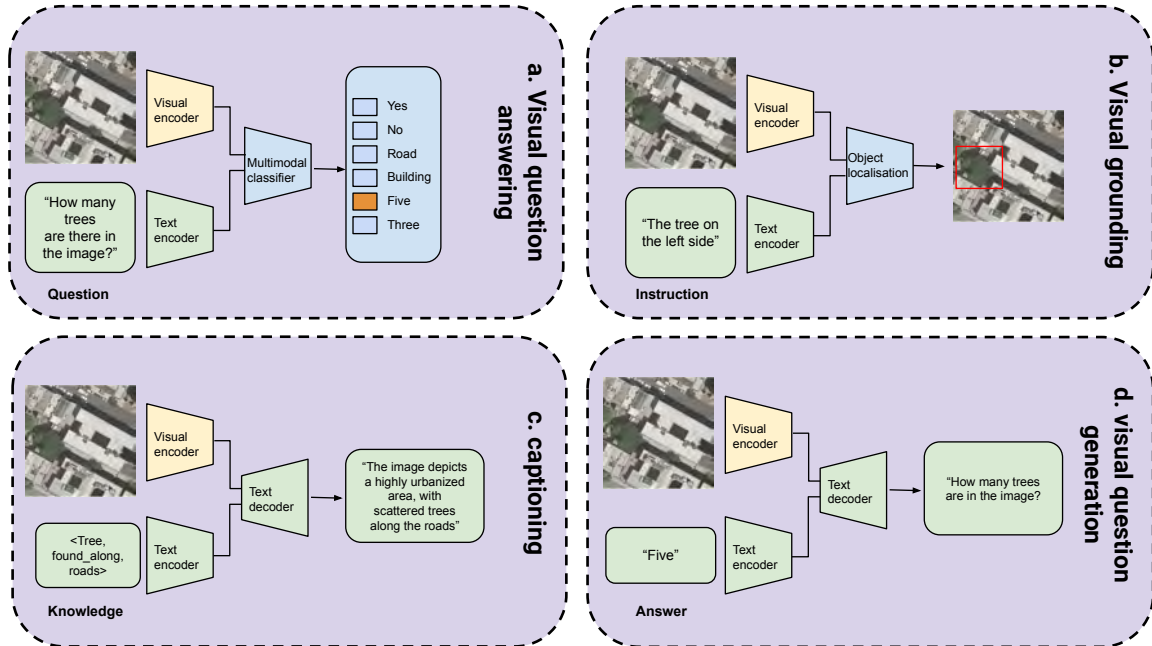 a. Visual question
answering
Visual
encoder
“How many
trees
are there in
the image?”
Text
encoder
Multimodal
classifier
Yes
No
Road
Building
Five
Three
Question
b. Visual grounding
Visual
encoder
“The tree on
the left side”
Text
encoder
Object
localisation
Instruction
c. captioning
Visual
encoder
<Tree,
found_along,
roads>
Text
encoder
Text
decoder
“The image depicts
a highly urbanized
area, with
scattered trees
along the roads”
Knowledge
d. visual question
generation
Visual
encoder
“Five”
Text
encoder
Text
decoder
“How many trees
are in the image?
Answer